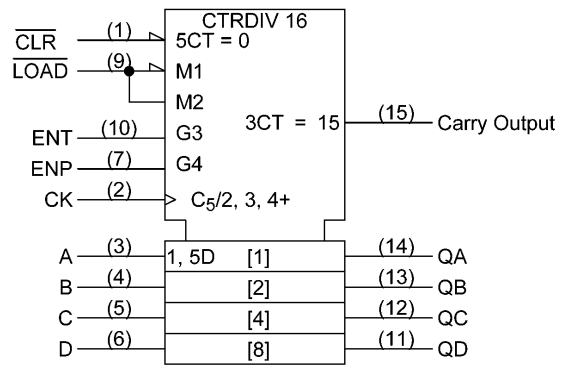 CTRDIV 16
CLR (1) 5CT = 0
LOAD (9) M1
M2
3CT = 15 (15) Carry Output
ENT (10) G3
ENP (7) G4
CK (2) C5/2, 3, 4+
A (3) 1, 5D [1] (14) QA
B (4) [2] (13) QB
C (5) [4] (12) QC
D (6) [8] (11) QD